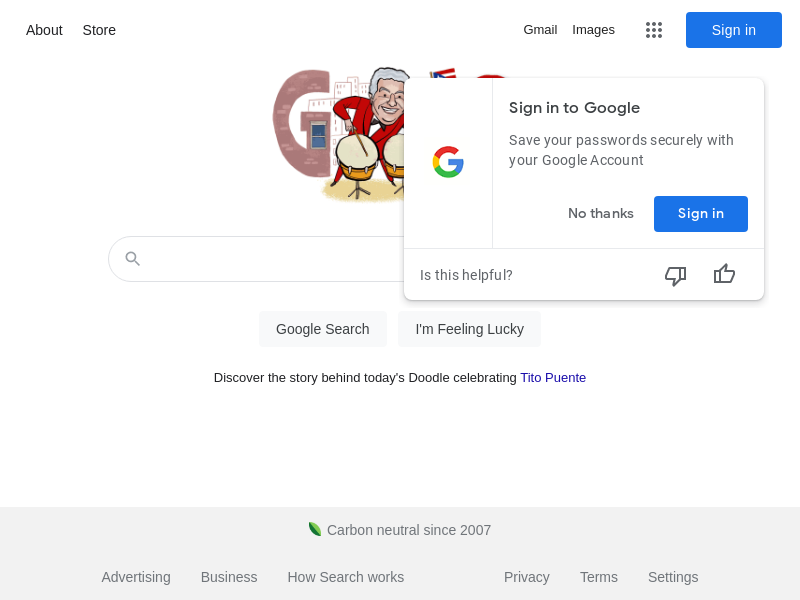 About Store Gmail Images Sign in
Sign in to Google
Save your passwords securely with
your Google Account
No thanks Sign in
Is this helpful?
Google Search I'm Feeling Lucky
Discover the story behind today's Doodle celebrating Tito Puente
Carbon neutral since 2007
Advertising Business How Search works Privacy Terms Settings